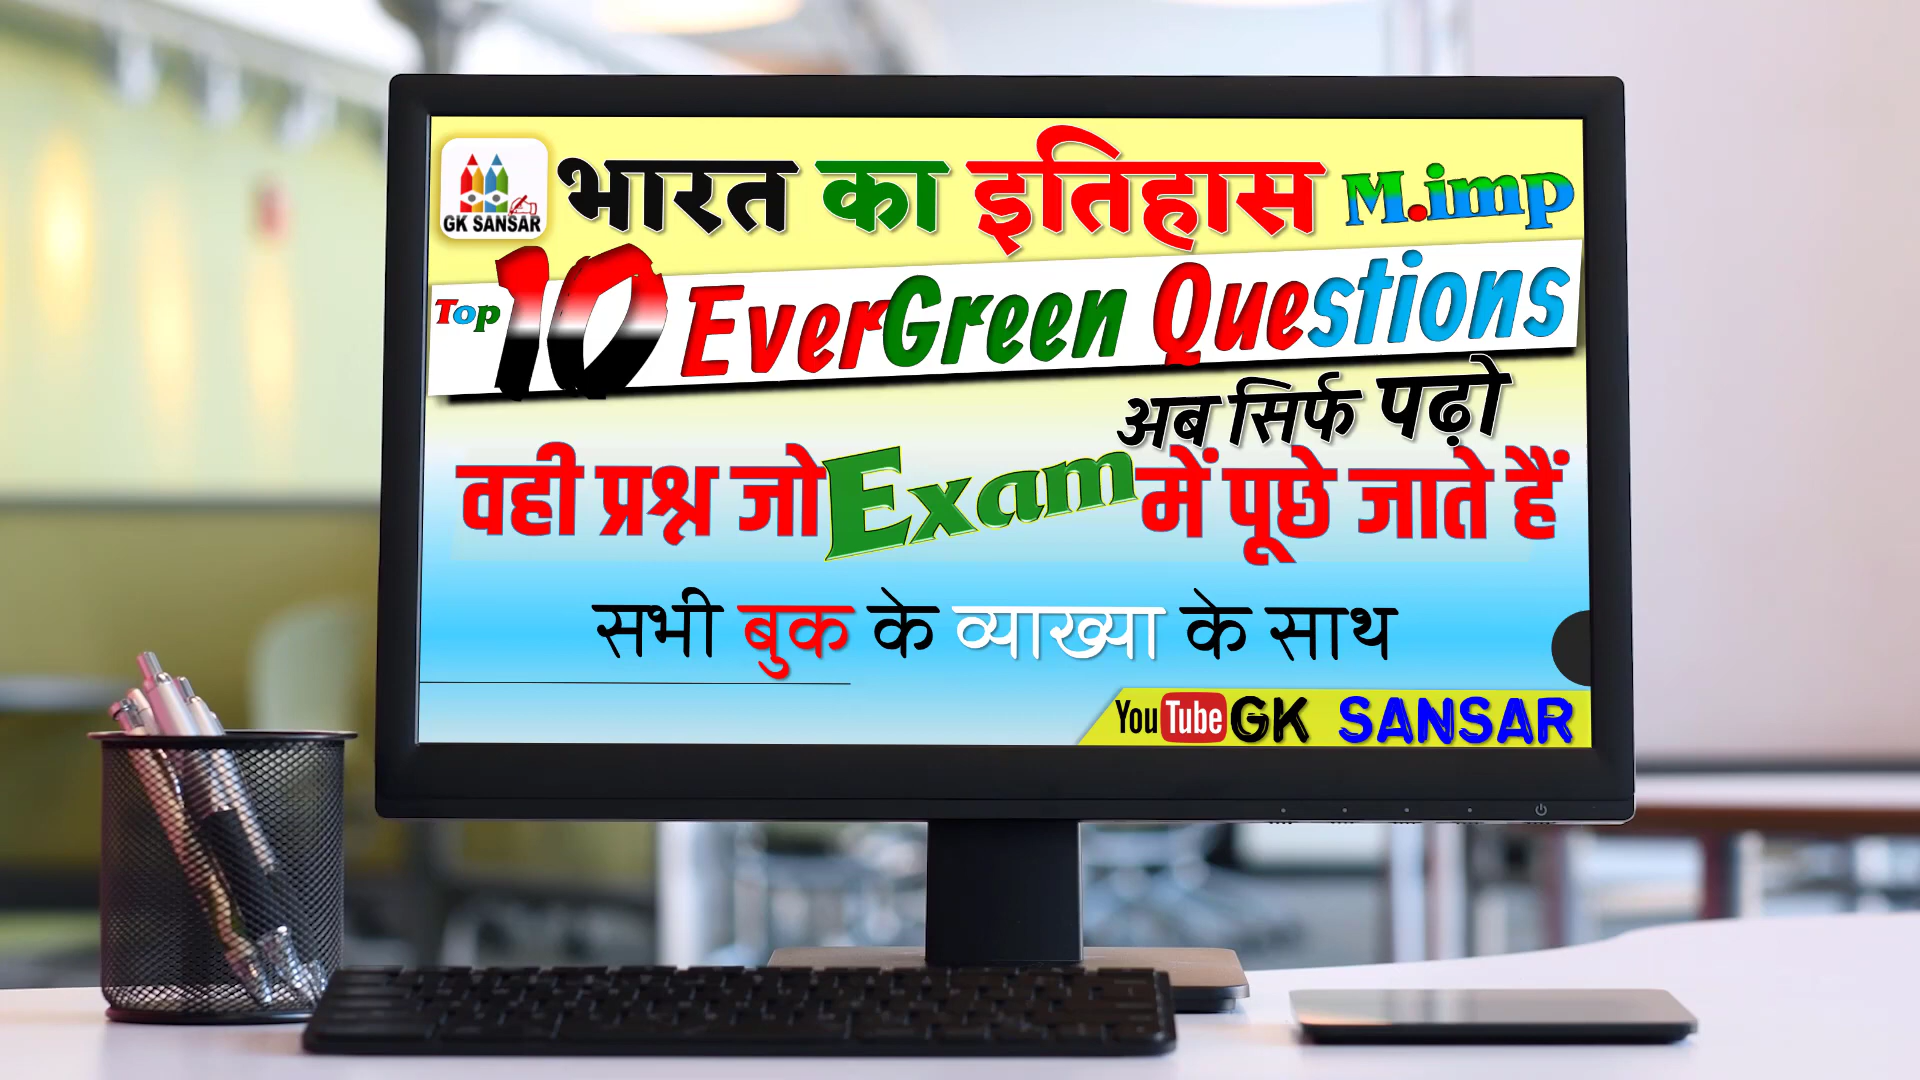 GK SANSAR
भारत का इतिहास M.imp
Top 10 EverGreen Questions
अब सिर्फ पढ़ो
वही प्रश्न जो Exam में पूछे जाते हैं
सभी बुक के व्याख्या के साथ
YouTube GK SANSAR